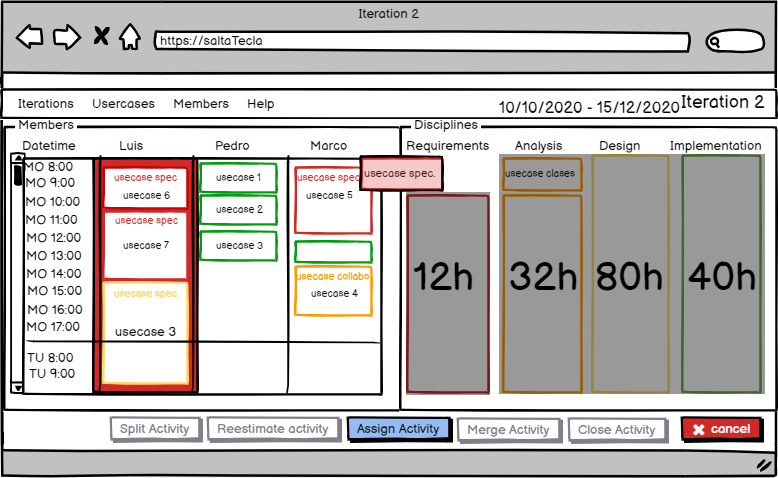 Iteration 2
https://saltaTecla
Iterations Usercases Members Help
10/10/2020 - 15/12/2020 Iteration 2
Members
Disciplines
Datetime Luis Pedro Marco
Requirements Analysis Design Implementation
MO 8:00
MO 9:00
MO 10:00
MO 11:00
MO 12:00
MO 13:00
MO 14:00
MO 15:00
MO 16:00
MO 17:00
TU 8:00
TU 9:00
usecase spec
usecase 6
usecase spec
usecase 7
usecase spec
usecase 3
usecase 1
usecase 2
usecase 3
usecase spec
usecase 5
usecase collabo
usecase 4
usecase spec.
usecase clases
12h 32h 80h 40h
Split Activity Reestimate activity Assign Activity Merge Activity Close Activity cancel